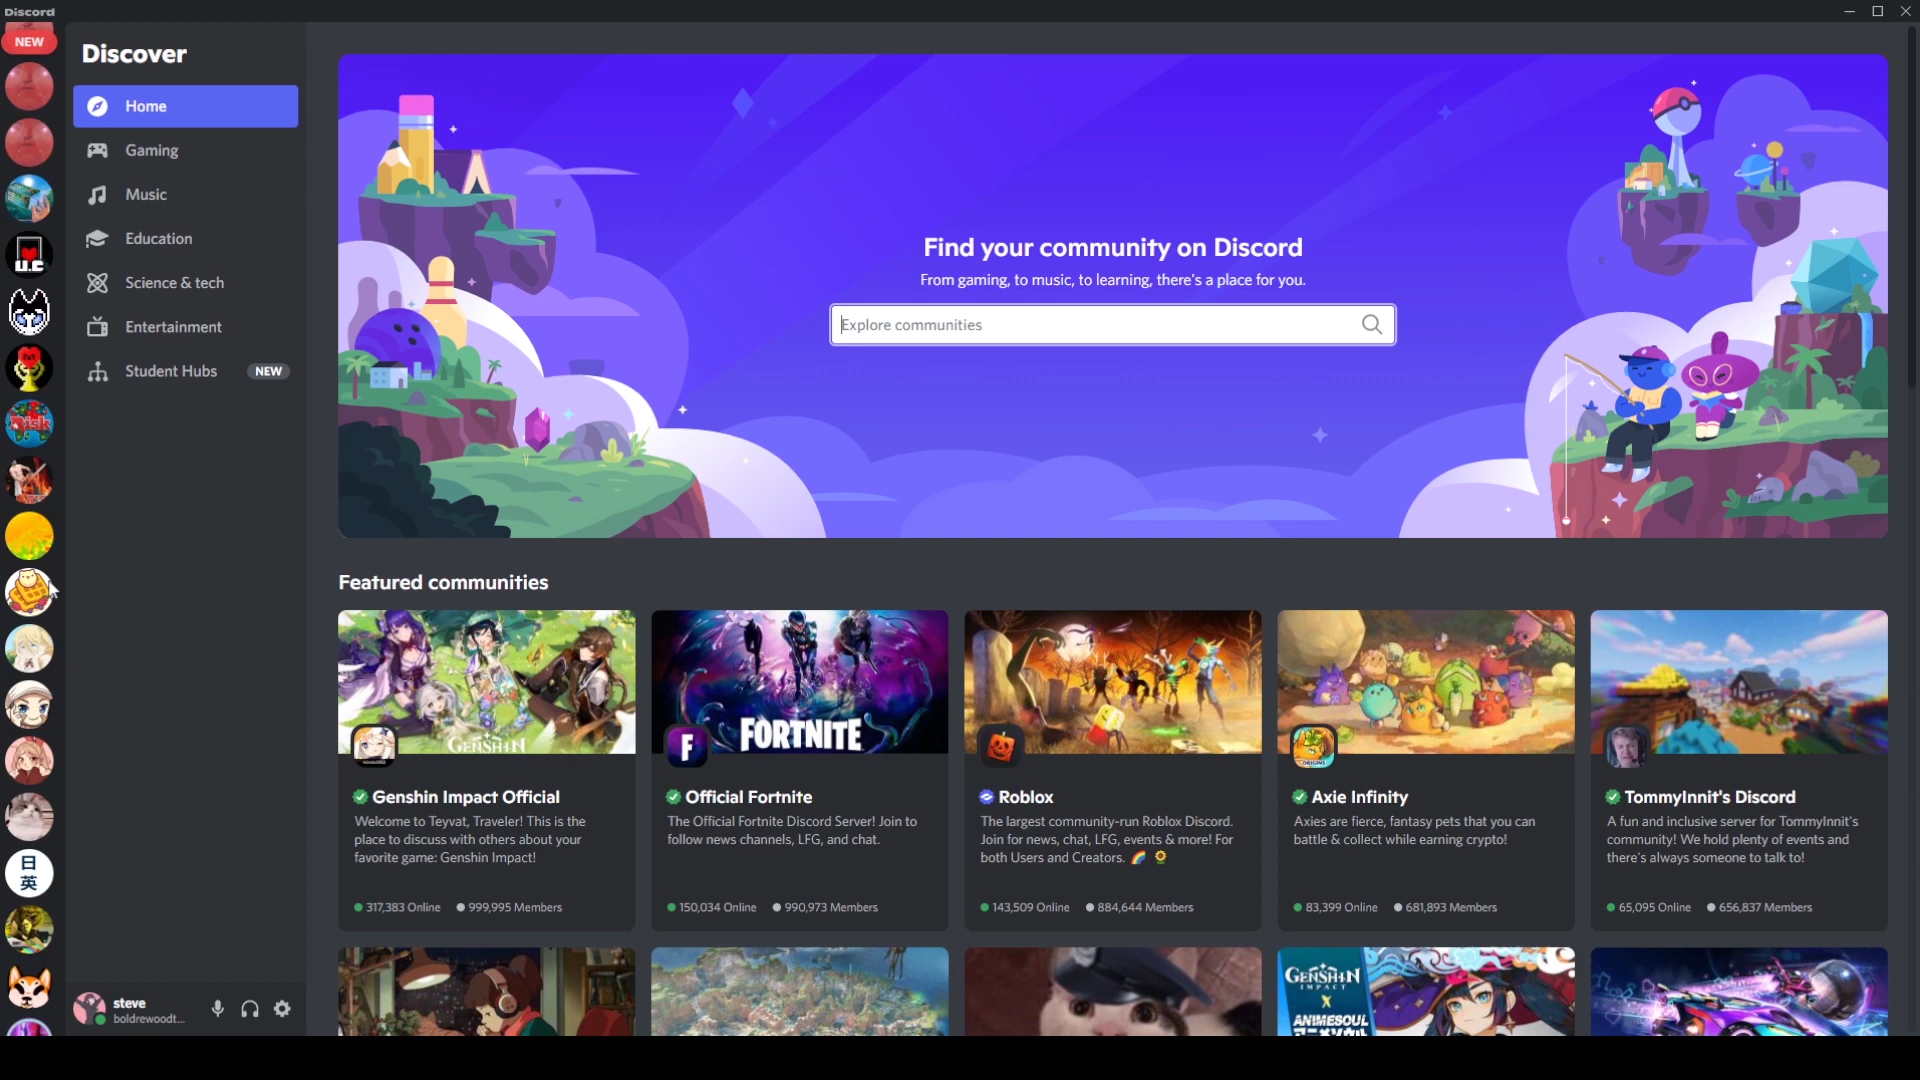 Discord
NEW
Discover
Home
Gaming
Music
Education
Science & tech
Entertainment
Student Hubs NEW
U.C
Risk
日
英
steve
boldrewoodt...
Find your community on Discord
From gaming, to music, to learning, there's a place for you.
Explore communities
Featured communities
GENSHIN
Genshin Impact Official
Welcome to Teyvat, Traveler! This is the
place to discuss with others about your
favorite game: Genshin Impact!
317,383 Online 999,995 Members
FORTNITE
F
Official Fortnite
The Official Fortnite Discord Server! Join to
follow news channels, LFG, and chat.
150,034 Online 990,973 Members
Roblox
The largest community-run Roblox Discord.
Join for news, chat, LFG, events & more! For
both Users and Creators. 🌈 🌻
143,509 Online 884,644 Members
ORIGINS
Axie Infinity
Axies are fierce, fantasy pets that you can
battle & collect while earning crypto!
83,399 Online 681,893 Members
TommyInnit's Discord
A fun and inclusive server for TommyInnit's
community! We hold plenty of events and
there's always someone to talk to!
65,095 Online 656,837 Members
GENSHIN
IMPACT
X
ANIMESOUL